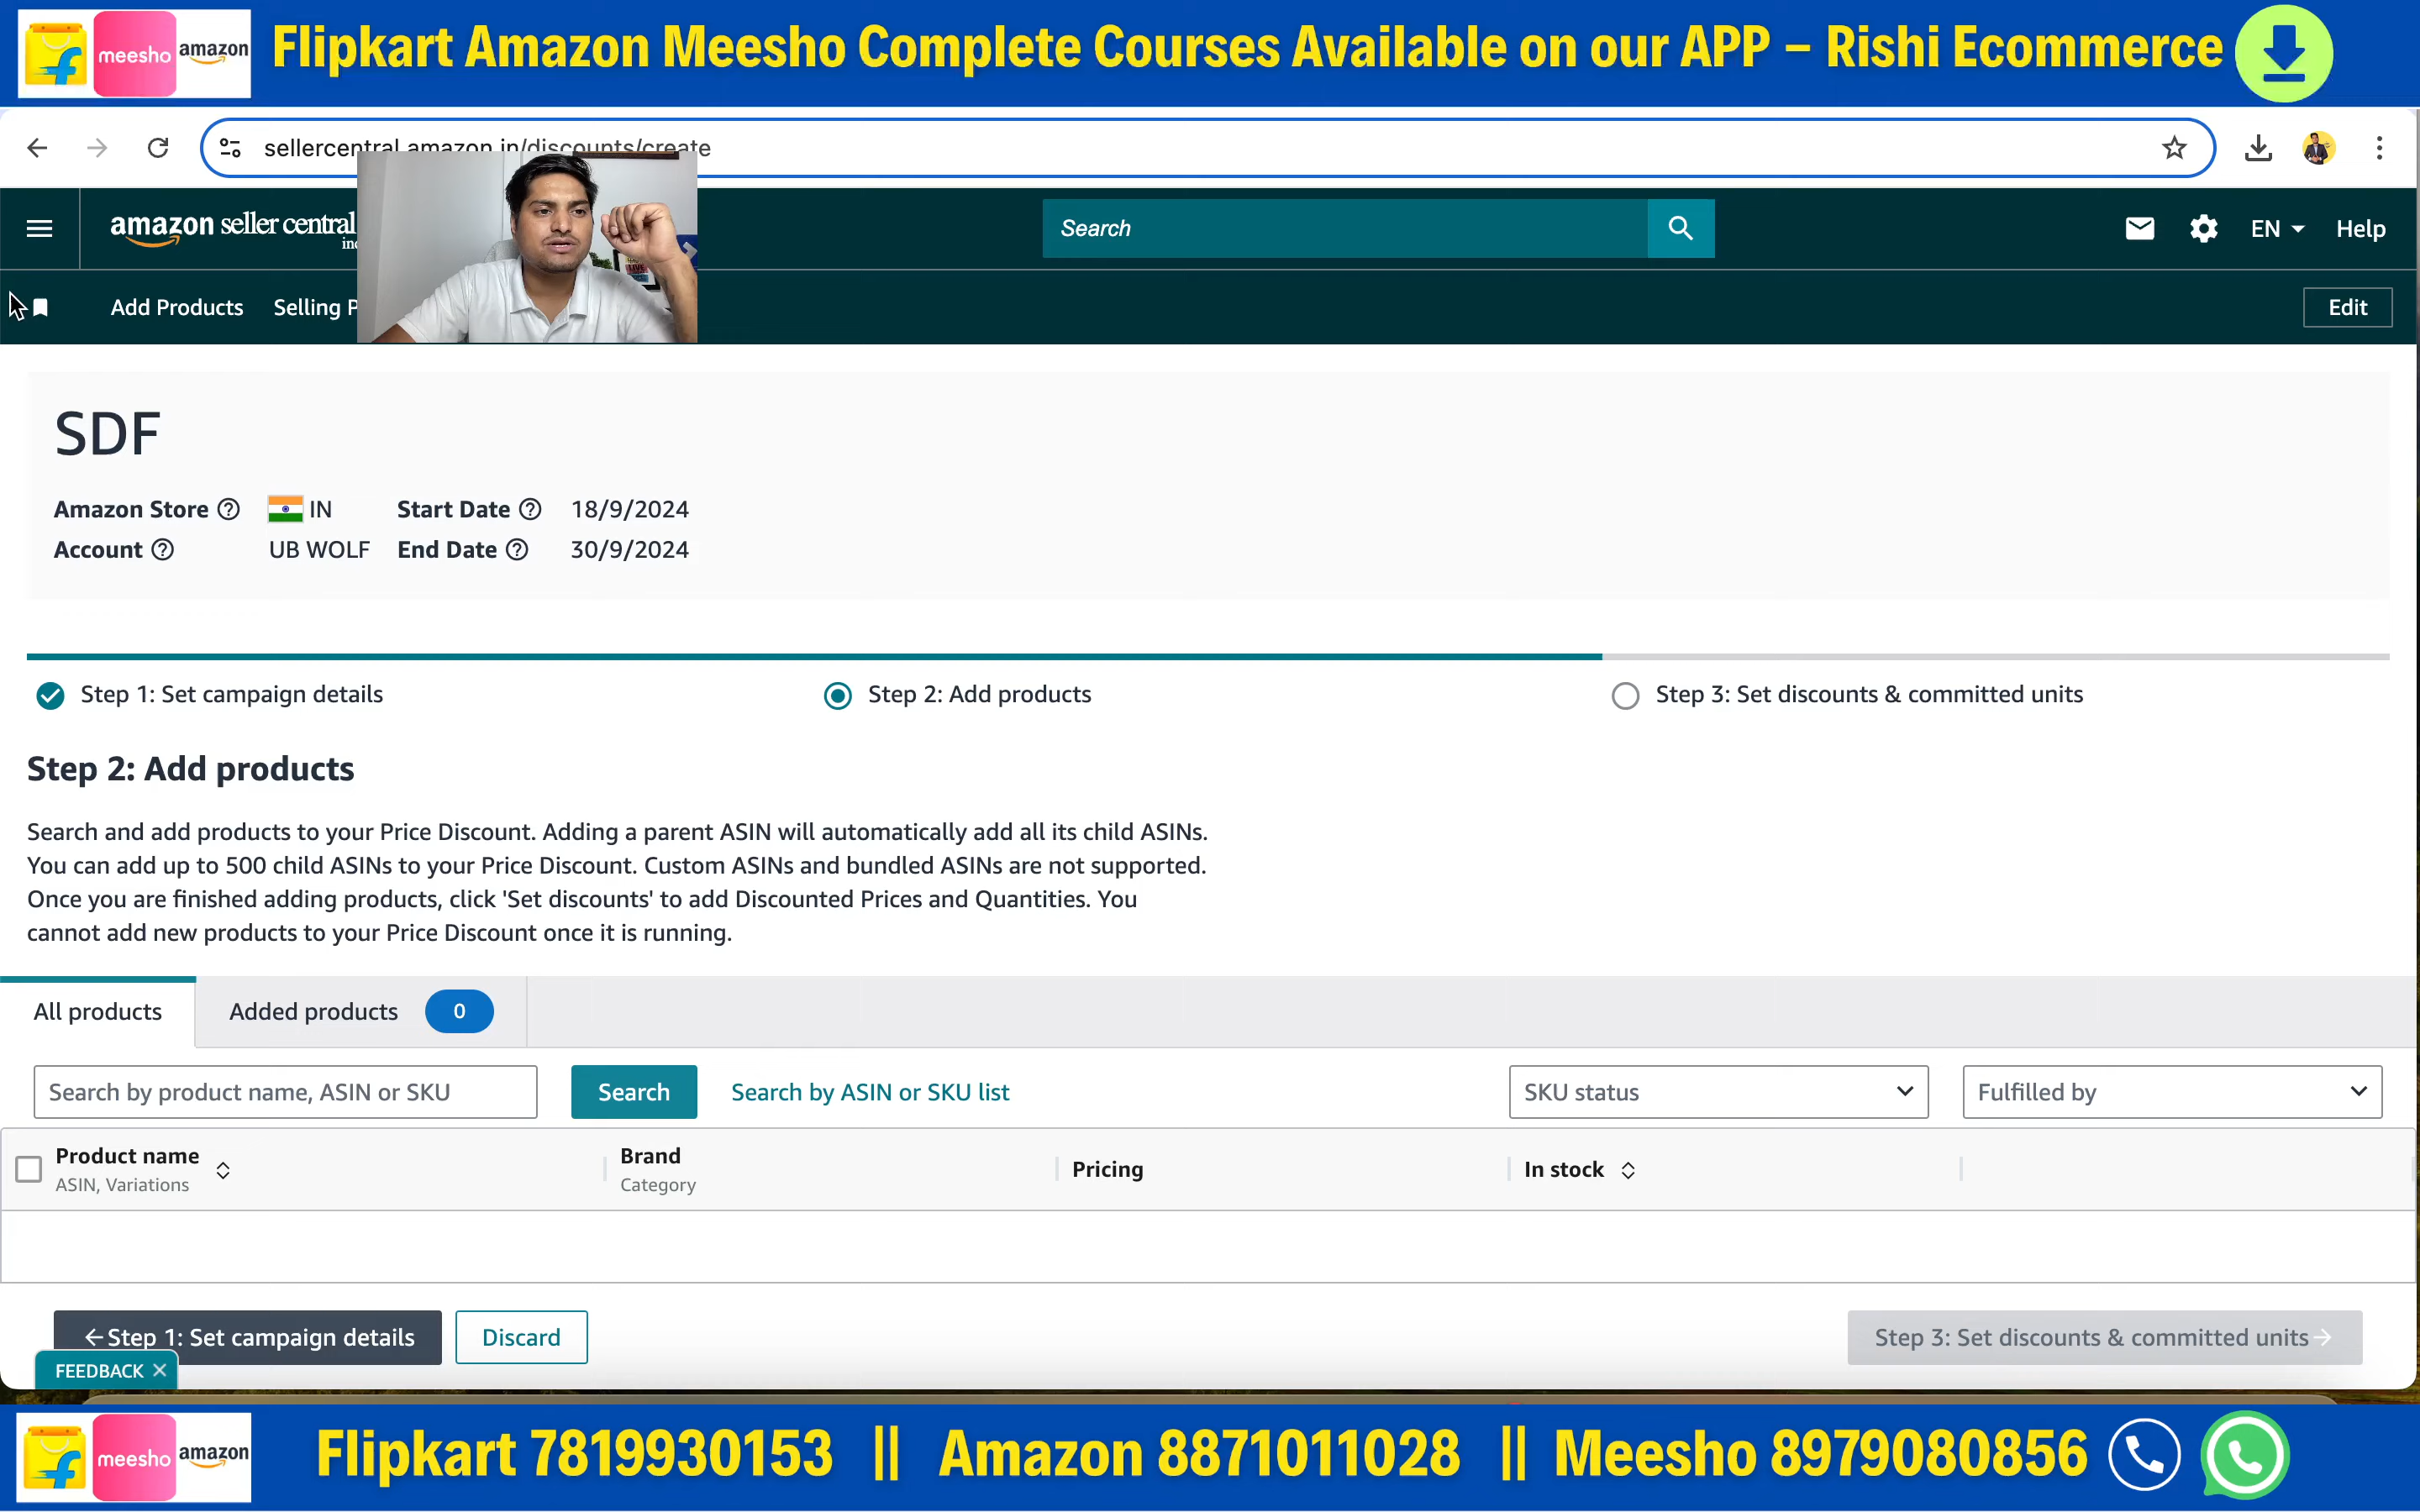 meesho amazon Flipkart Amazon Meesho Complete Courses Available on our APP – Rishi Ecommerce
sellercentral.amazon.in/discounts/create
amazon seller central
Search
EN
Help
Add Products Selling
Edit
SDF
Amazon Store IN Start Date 18/9/2024
Account UB WOLF End Date 30/9/2024
Step 1: Set campaign details
Step 2: Add products
Step 3: Set discounts & committed units
Step 2: Add products
Search and add products to your Price Discount. Adding a parent ASIN will automatically add all its child ASINs.
You can add up to 500 child ASINs to your Price Discount. Custom ASINs and bundled ASINs are not supported.
Once you are finished adding products, click 'Set discounts' to add Discounted Prices and Quantities. You
cannot add new products to your Price Discount once it is running.
All products Added products 0
Search by product name, ASIN or SKU Search Search by ASIN or SKU list SKU status Fulfilled by
Product name Brand Pricing In stock
ASIN, Variations Category
←Step 1: Set campaign details Discard Step 3: Set discounts & committed units→
FEEDBACK ✕
meesho amazon Flipkart 7819930153 || Amazon 8871011028 || Meesho 8979080856